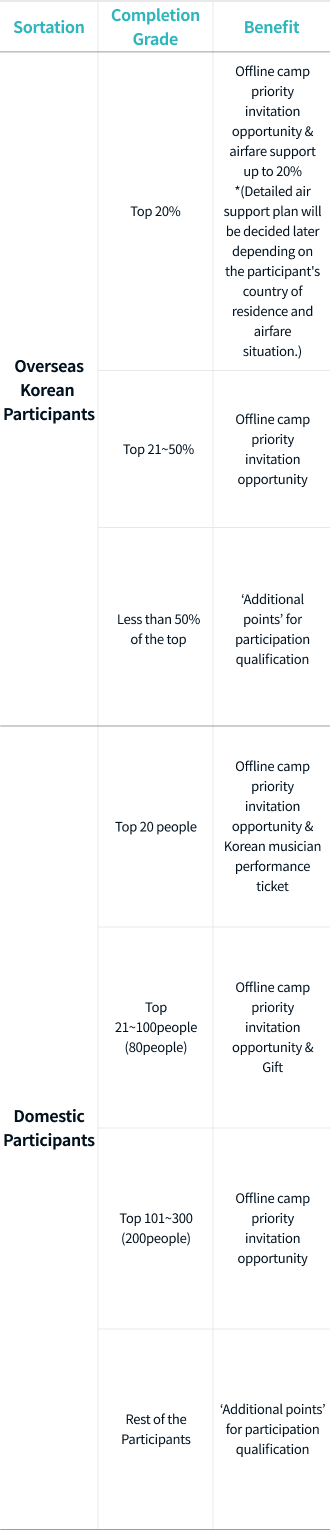 Sortation
Completion
Grade
Benefit
Overseas
Korean
Participants
Top 20%
Offline camp
priority
invitation
opportunity &
airfare support
up to 20%
*(Detailed air
support plan will
be decided later
depending on
the participant's
country of
residence and
airfare
situation.)
Top 21~50%
Offline camp
priority
invitation
opportunity
Less than 50%
of the top
‘Additional
points’ for
participation
qualification
Domestic
Participants
Top 20 people
Offline camp
priority
invitation
opportunity &
Korean musician
performance
ticket
Top
21~100people
(80people)
Offline camp
priority
invitation
opportunity &
Gift
Top 101~300
(200people)
Offline camp
priority
invitation
opportunity
Rest of the
Participants
‘Additional points’
for participation
qualification